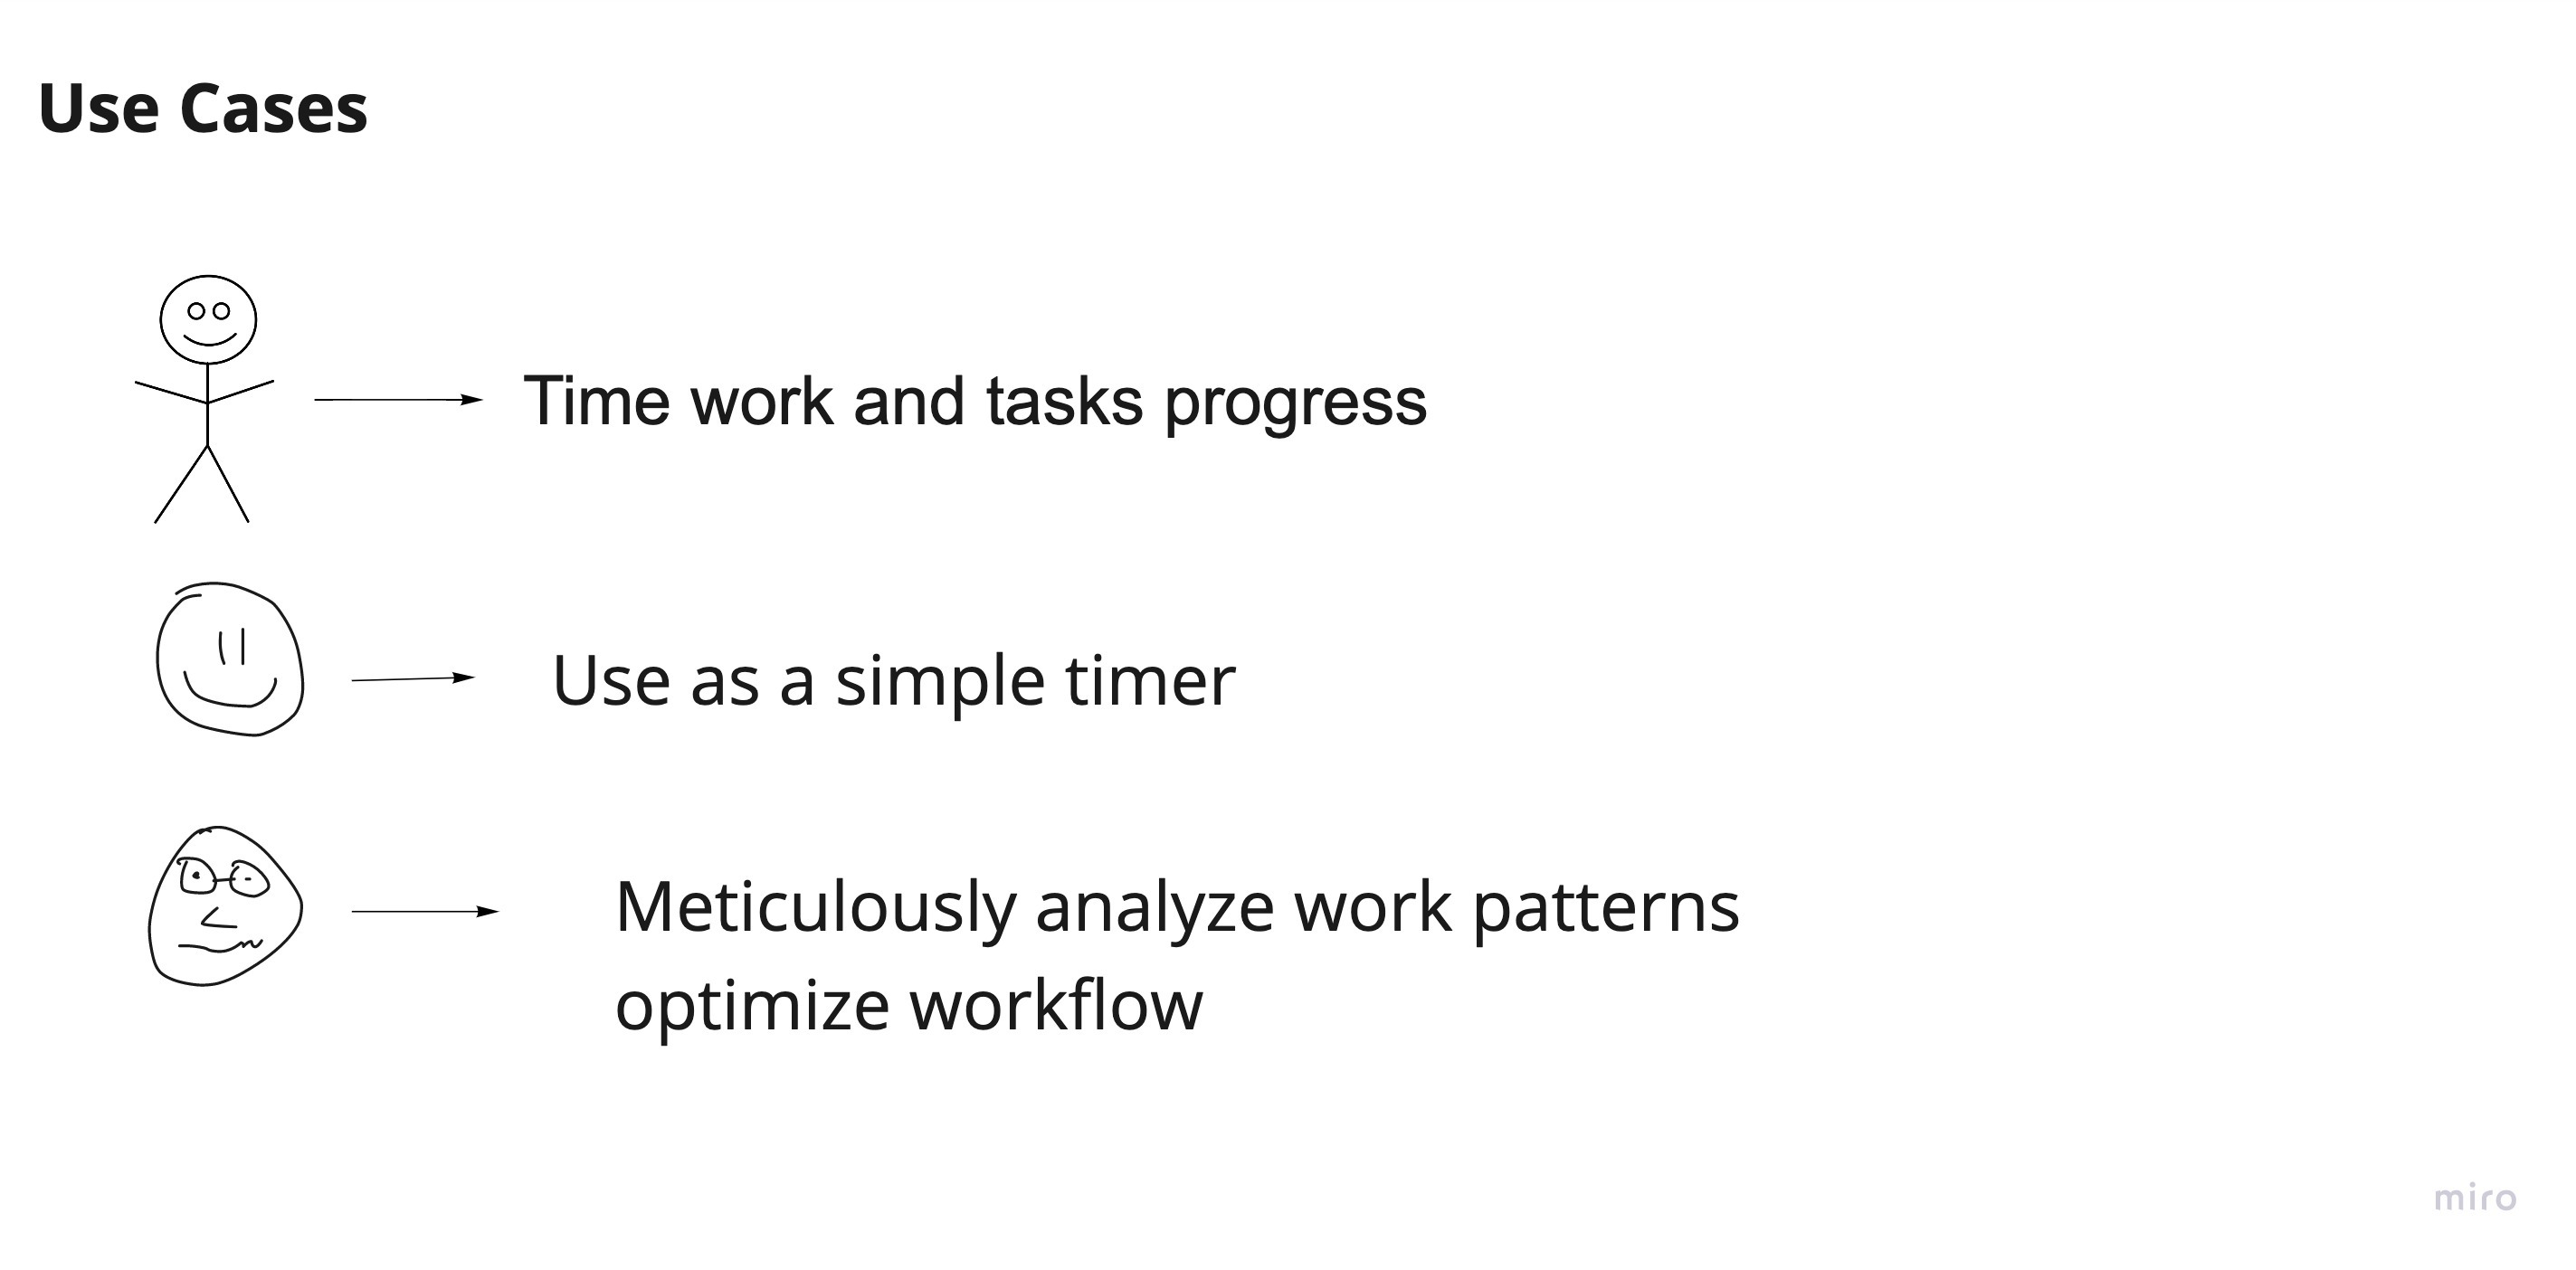 Use Cases
Time work and tasks progress
Use as a simple timer
Meticulously analyze work patterns
optimize workflow
miro